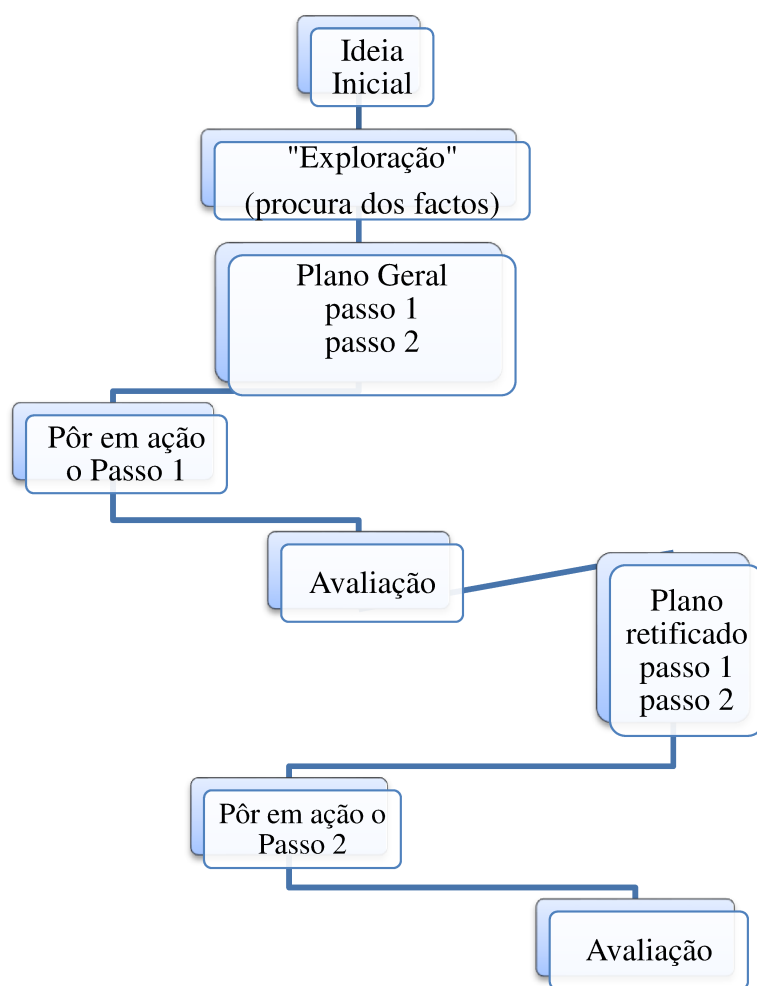 Ideia
Inicial
"Exploração"
(procura dos factos)
Plano Geral
passo 1
passo 2
Pôr em ação
o Passo 1
Avaliação
Plano
retificado
passo 1
passo 2
Pôr em ação o
Passo 2
Avaliação